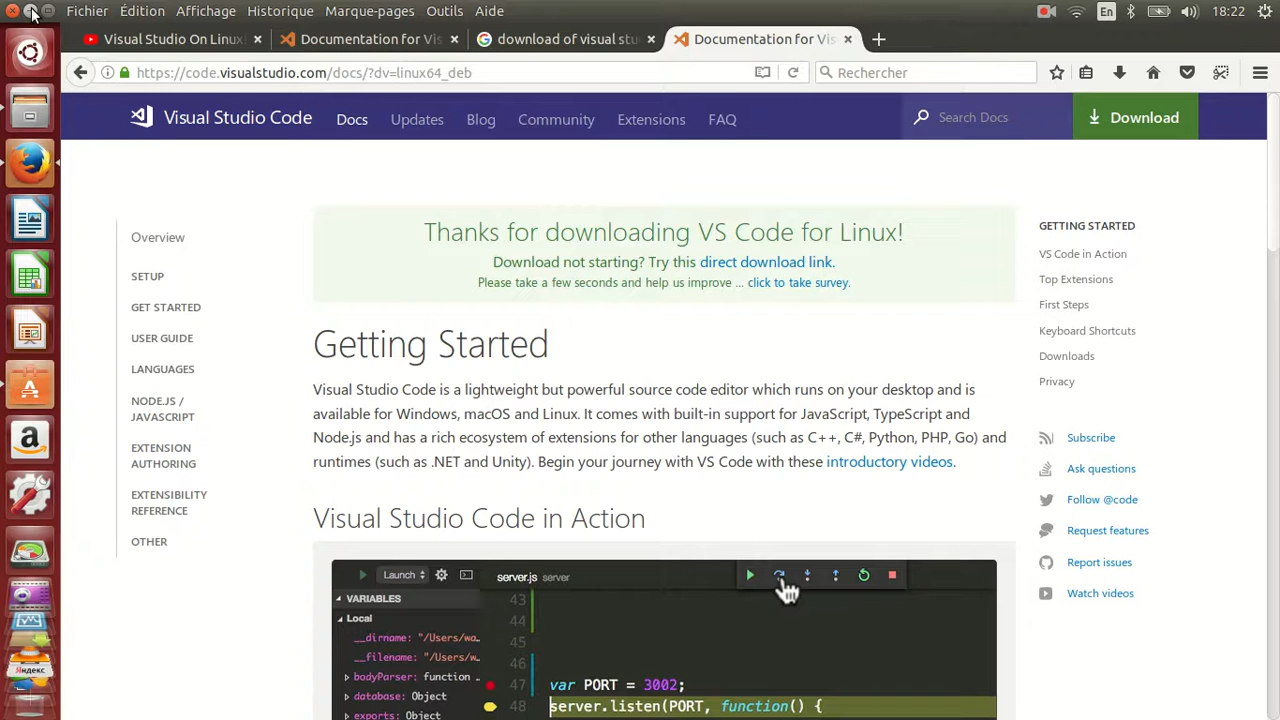 Fichier Édition Affichage Historique Marque-pages Outils Aide En 18:22
Visual Studio On Linux Documentation for Vis download of visual stu Documentation for Vis
https://code.visualstudio.com/docs/?dv=linux64_deb Rechercher
Visual Studio Code Docs Updates Blog Community Extensions FAQ Search Docs Download
Thanks for downloading VS Code for Linux!
Download not starting? Try this direct download link.
Please take a few seconds and help us improve ... click to take survey.
Overview
SETUP
GET STARTED
USER GUIDE
LANGUAGES
NODE.JS /
JAVASCRIPT
EXTENSION
AUTHORING
EXTENSIBILITY
REFERENCE
OTHER
Getting Started
Visual Studio Code is a lightweight but powerful source code editor which runs on your desktop and is
available for Windows, macOS and Linux. It comes with built-in support for JavaScript, TypeScript and
Node.js and has a rich ecosystem of extensions for other languages (such as C++, C#, Python, PHP, Go) and
runtimes (such as .NET and Unity). Begin your journey with VS Code with these introductory videos.
Visual Studio Code in Action
Launch server.js server
VARIABLES
Local
__dirname: "/Users/wa...
__filename: "/Users/w...
bodyParser: function ...
database: Object
exports: Object
43
44
45
46
47 var PORT = 3002;
48 server.listen(PORT, function() {
GETTING STARTED
VS Code in Action
Top Extensions
First Steps
Keyboard Shortcuts
Downloads
Privacy
Subscribe
Ask questions
Follow @code
Request features
Report issues
Watch videos
Яндекс